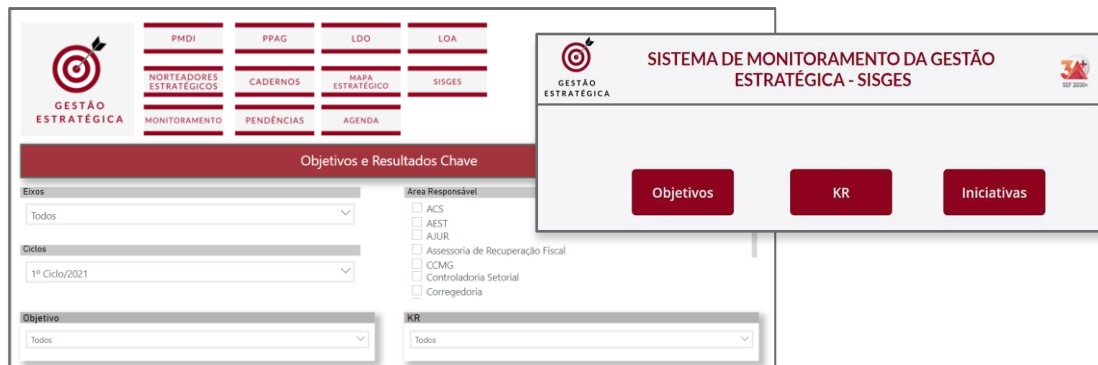 GESTÃO
ESTRATÉGICA
PMDI
PPAG
LDO
LOA
NORTEADORES
ESTRATÉGICOS
CADERNOS
MAPA
ESTRATÉGICO
SISGES
MONITORAMENTO
PENDÊNCIAS
AGENDA
Objetivos e Resultados Chave
Eixos
Todos
Ciclos
1º Ciclo/2021
Area Responsável
ACS
AEST
AJUR
Assessoria de Recuperação Fiscal
CCMG
Controladoria Setorial
Corregedoria
Objetivo
Todos
KR
Todos
GESTÃO
ESTRATÉGICA
SISTEMA DE MONITORAMENTO DA GESTÃO
ESTRATÉGICA - SISGES
SEF 2030+
Objetivos
KR
Iniciativas